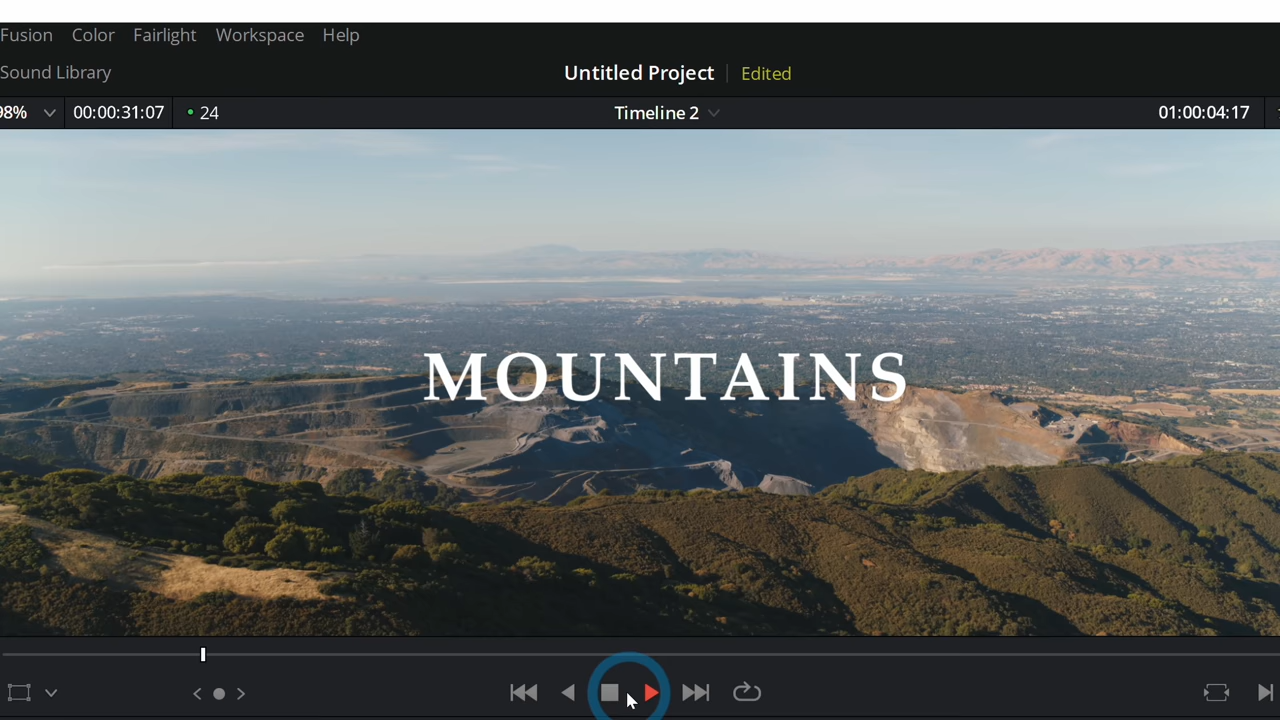 Fusion Color Fairlight Workspace Help
Sound Library Untitled Project Edited
98% 00:00:31:07 24 Timeline 2 01:00:04:17
MOUNTAINS